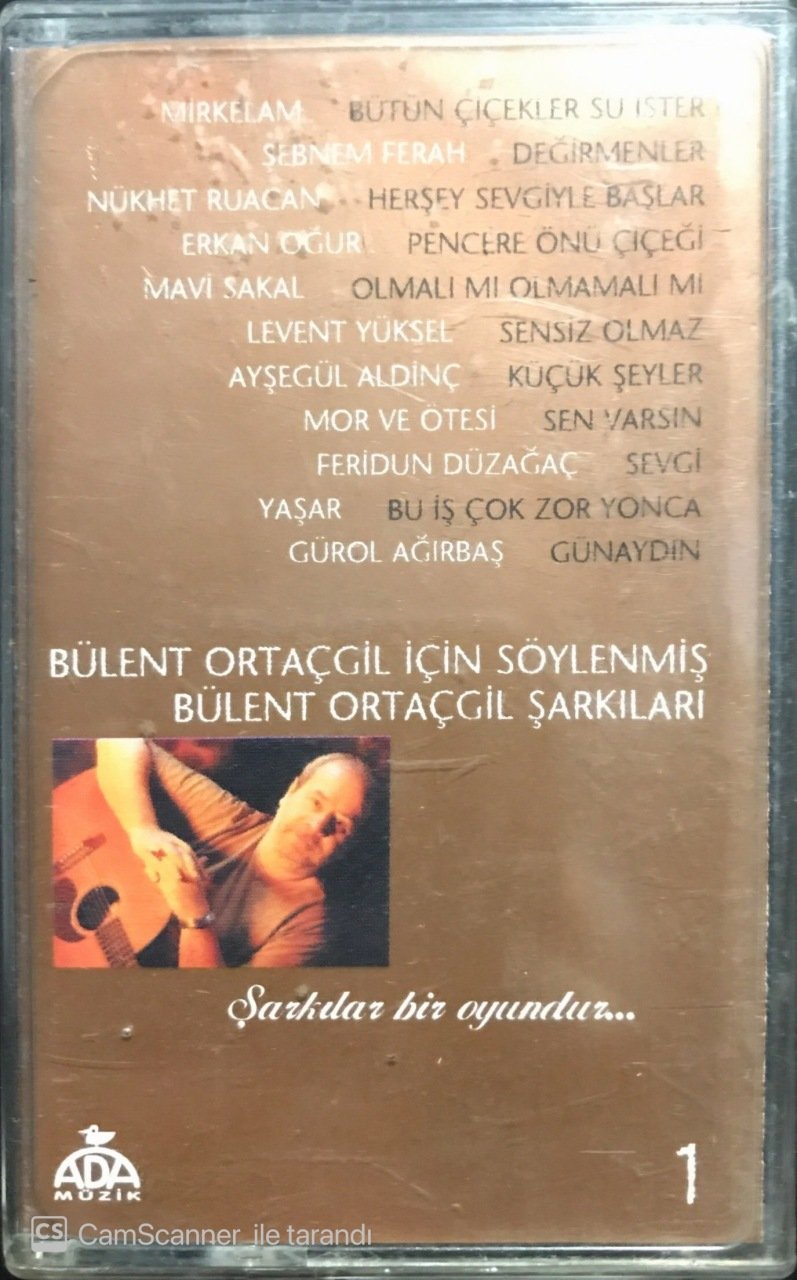 MİRKELAM BÜTÜN ÇİÇEKLER SU İSTER
ŞEBNEM FERAH DEĞİRMENLER
NÜKHET RUACAN HERŞEY SEVGİYLE BAŞLAR
ERKAN OĞUR PENCERE ÖNÜ ÇİÇEĞİ
MAVİ SAKAL OLMALI MI OLMAMALI MI
LEVENT YÜKSEL SENSİZ OLMAZ
AYŞEGÜL ALDİNÇ KÜÇÜK ŞEYLER
MOR VE ÖTESİ SEN VARSIN
FERİDUN DÜZAĞAÇ SEVGİ
YAŞAR BU İŞ ÇOK ZOR YONCA
GÜROL AĞIRBAŞ GÜNAYDIN
BÜLENT ORTAÇGİL İÇİN SÖYLENMİŞ
BÜLENT ORTAÇGİL ŞARKILARI
Şarkılar bir oyundur...
ADA
MÜZİK
1
CS CamScanner ile tarandı